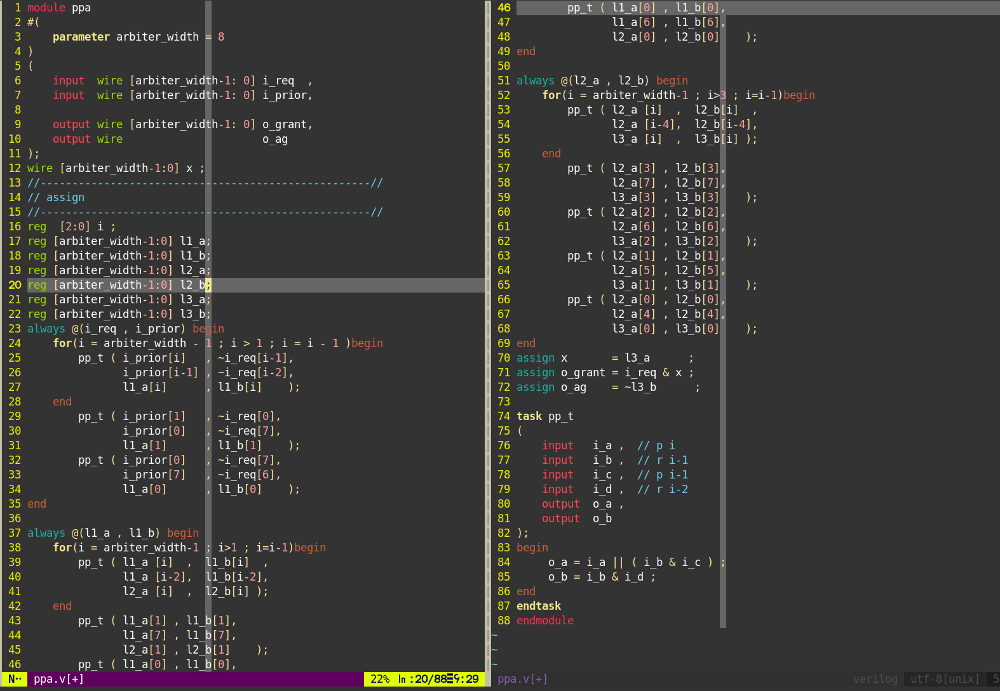 1 module ppa
2 #(
3     parameter arbiter_width = 8
4 )
5 (
6     input  wire [arbiter_width-1: 0] i_req  ,
7     input  wire [arbiter_width-1: 0] i_prior,
8
9     output wire [arbiter_width-1: 0] o_grant,
10     output wire                      o_ag
11 );
12 wire [arbiter_width-1:0] x ;
13 //----------------------------------------------------//
14 // assign
15 //----------------------------------------------------//
16 reg  [2:0] i ;
17 reg [arbiter_width-1:0] l1_a;
18 reg [arbiter_width-1:0] l1_b;
19 reg [arbiter_width-1:0] l2_a;
20 reg [arbiter_width-1:0] l2_b;
21 reg [arbiter_width-1:0] l3_a;
22 reg [arbiter_width-1:0] l3_b;
23 always @(i_req , i_prior) begin
24     for(i = arbiter_width - 1 ; i > 1 ; i = i - 1 )begin
25         pp_t ( i_prior[i]   , ~i_req[i-1],
26                i_prior[i-1] , ~i_req[i-2],
27                l1_a[i]      , l1_b[i]    );
28     end
29         pp_t ( i_prior[1]   , ~i_req[0],
30                i_prior[0]   , ~i_req[7],
31                l1_a[1]      , l1_b[1]    );
32         pp_t ( i_prior[0]   , ~i_req[7],
33                i_prior[7]   , ~i_req[6],
34                l1_a[0]      , l1_b[0]    );
35 end
36
37 always @(l1_a , l1_b) begin
38     for(i = arbiter_width-1 ; i>1 ; i=i-1)begin
39         pp_t ( l1_a [i]  ,  l1_b[i]  ,
40                l1_a [i-2],  l1_b[i-2],
41                l2_a [i]  ,  l2_b[i] );
42     end
43         pp_t ( l1_a[1] , l1_b[1],
44                l1_a[7] , l1_b[7],
45                l2_a[1] , l2_b[1]    );
46         pp_t ( l1_a[0] , l1_b[0],
N·· ppa.v[+] 22% ln :20/88☰℅:29
46         pp_t ( l1_a[0] , l1_b[0],
47                l1_a[6] , l1_b[6],
48                l2_a[0] , l2_b[0]    );
49 end
50
51 always @(l2_a , l2_b) begin
52     for(i = arbiter_width-1 ; i>3 ; i=i-1)begin
53         pp_t ( l2_a [i]  ,  l2_b[i]  ,
54                l2_a [i-4],  l2_b[i-4],
55                l3_a [i]  ,  l3_b[i] );
56     end
57         pp_t ( l2_a[3] , l2_b[3],
58                l2_a[7] , l2_b[7],
59                l3_a[3] , l3_b[3]    );
60         pp_t ( l2_a[2] , l2_b[2],
61                l2_a[6] , l2_b[6],
62                l3_a[2] , l3_b[2]    );
63         pp_t ( l2_a[1] , l2_b[1],
64                l2_a[5] , l2_b[5],
65                l3_a[1] , l3_b[1]    );
66         pp_t ( l2_a[0] , l2_b[0],
67                l2_a[4] , l2_b[4],
68                l3_a[0] , l3_b[0]    );
69 end
70 assign x       = l3_a      ;
71 assign o_grant = i_req & x ;
72 assign o_ag    = ~l3_b      ;
73
74 task pp_t
75 (
76     input   i_a ,  // p i
77     input   i_b ,  // r i-1
78     input   i_c ,  // p i-1
79     input   i_d ,  // r i-2
80     output  o_a ,
81     output  o_b
82 );
83 begin
84      o_a = i_a || ( i_b & i_c ) ;
85      o_b = i_b & i_d ;
86 end
87 endtask
88 endmodule
~
~
~
ppa.v[+] verilog utf-8[unix] 5